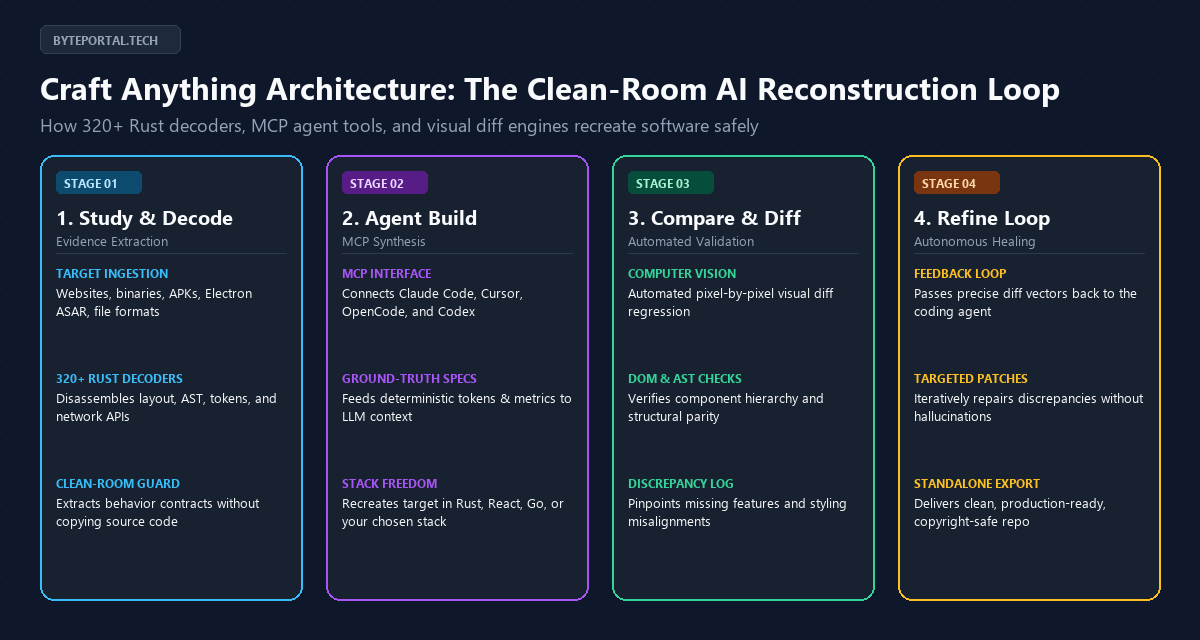 BYTEPORTAL.TECH
Craft Anything Architecture: The Clean-Room AI Reconstruction Loop
How 320+ Rust decoders, MCP agent tools, and visual diff engines recreate software safely
STAGE 01
1. Study & Decode
Evidence Extraction
TARGET INGESTION
Websites, binaries, APKs, Electron
ASAR, file formats
320+ RUST DECODERS
Disassembles layout, AST, tokens, and
network APIs
CLEAN-ROOM GUARD
Extracts behavior contracts without
copying source code
STAGE 02
2. Agent Build
MCP Synthesis
MCP INTERFACE
Connects Claude Code, Cursor,
OpenCode, and Codex
GROUND-TRUTH SPECS
Feeds deterministic tokens & metrics to
LLM context
STACK FREEDOM
Recreates target in Rust, React, Go, or
your chosen stack
STAGE 03
3. Compare & Diff
Automated Validation
COMPUTER VISION
Automated pixel-by-pixel visual diff
regression
DOM & AST CHECKS
Verifies component hierarchy and
structural parity
DISCREPANCY LOG
Pinpoints missing features and styling
misalignments
STAGE 04
4. Refine Loop
Autonomous Healing
FEEDBACK LOOP
Passes precise diff vectors back to the
coding agent
TARGETED PATCHES
Iteratively repairs discrepancies without
hallucinations
STANDALONE EXPORT
Delivers clean, production-ready,
copyright-safe repo